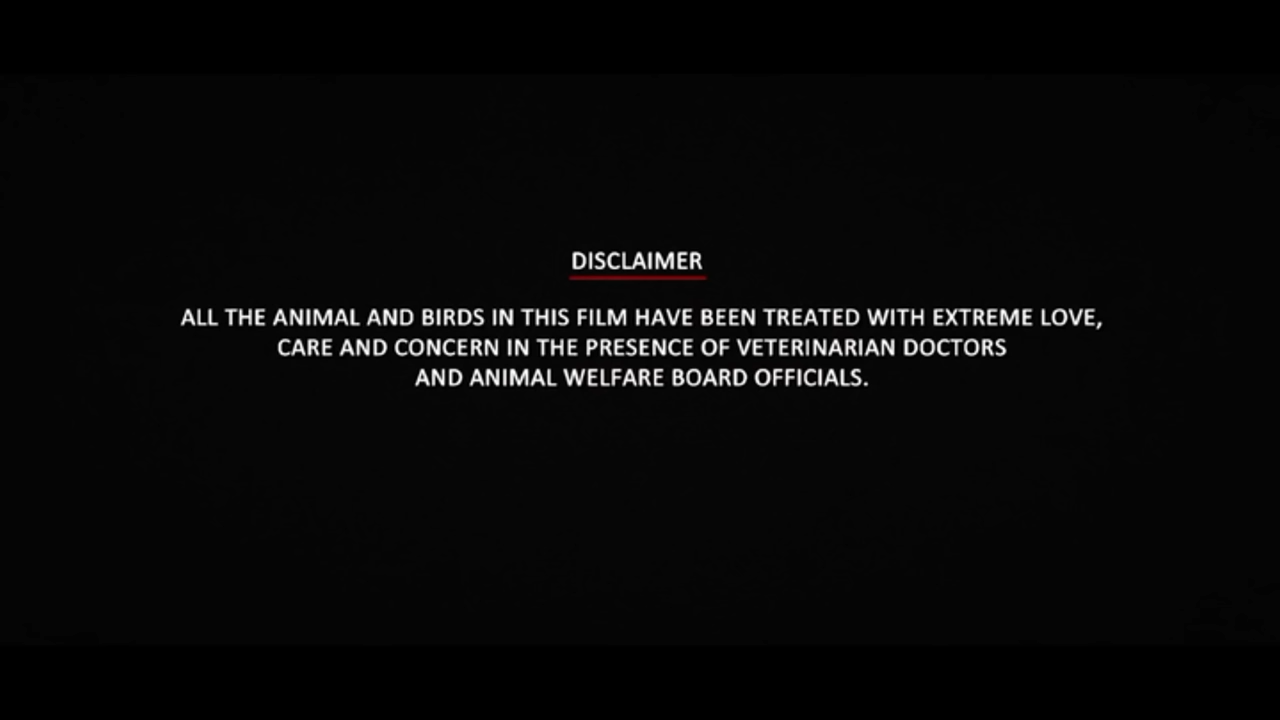 DISCLAIMER
ALL THE ANIMAL AND BIRDS IN THIS FILM HAVE BEEN TREATED WITH EXTREME LOVE,
CARE AND CONCERN IN THE PRESENCE OF VETERINARIAN DOCTORS
AND ANIMAL WELFARE BOARD OFFICIALS.